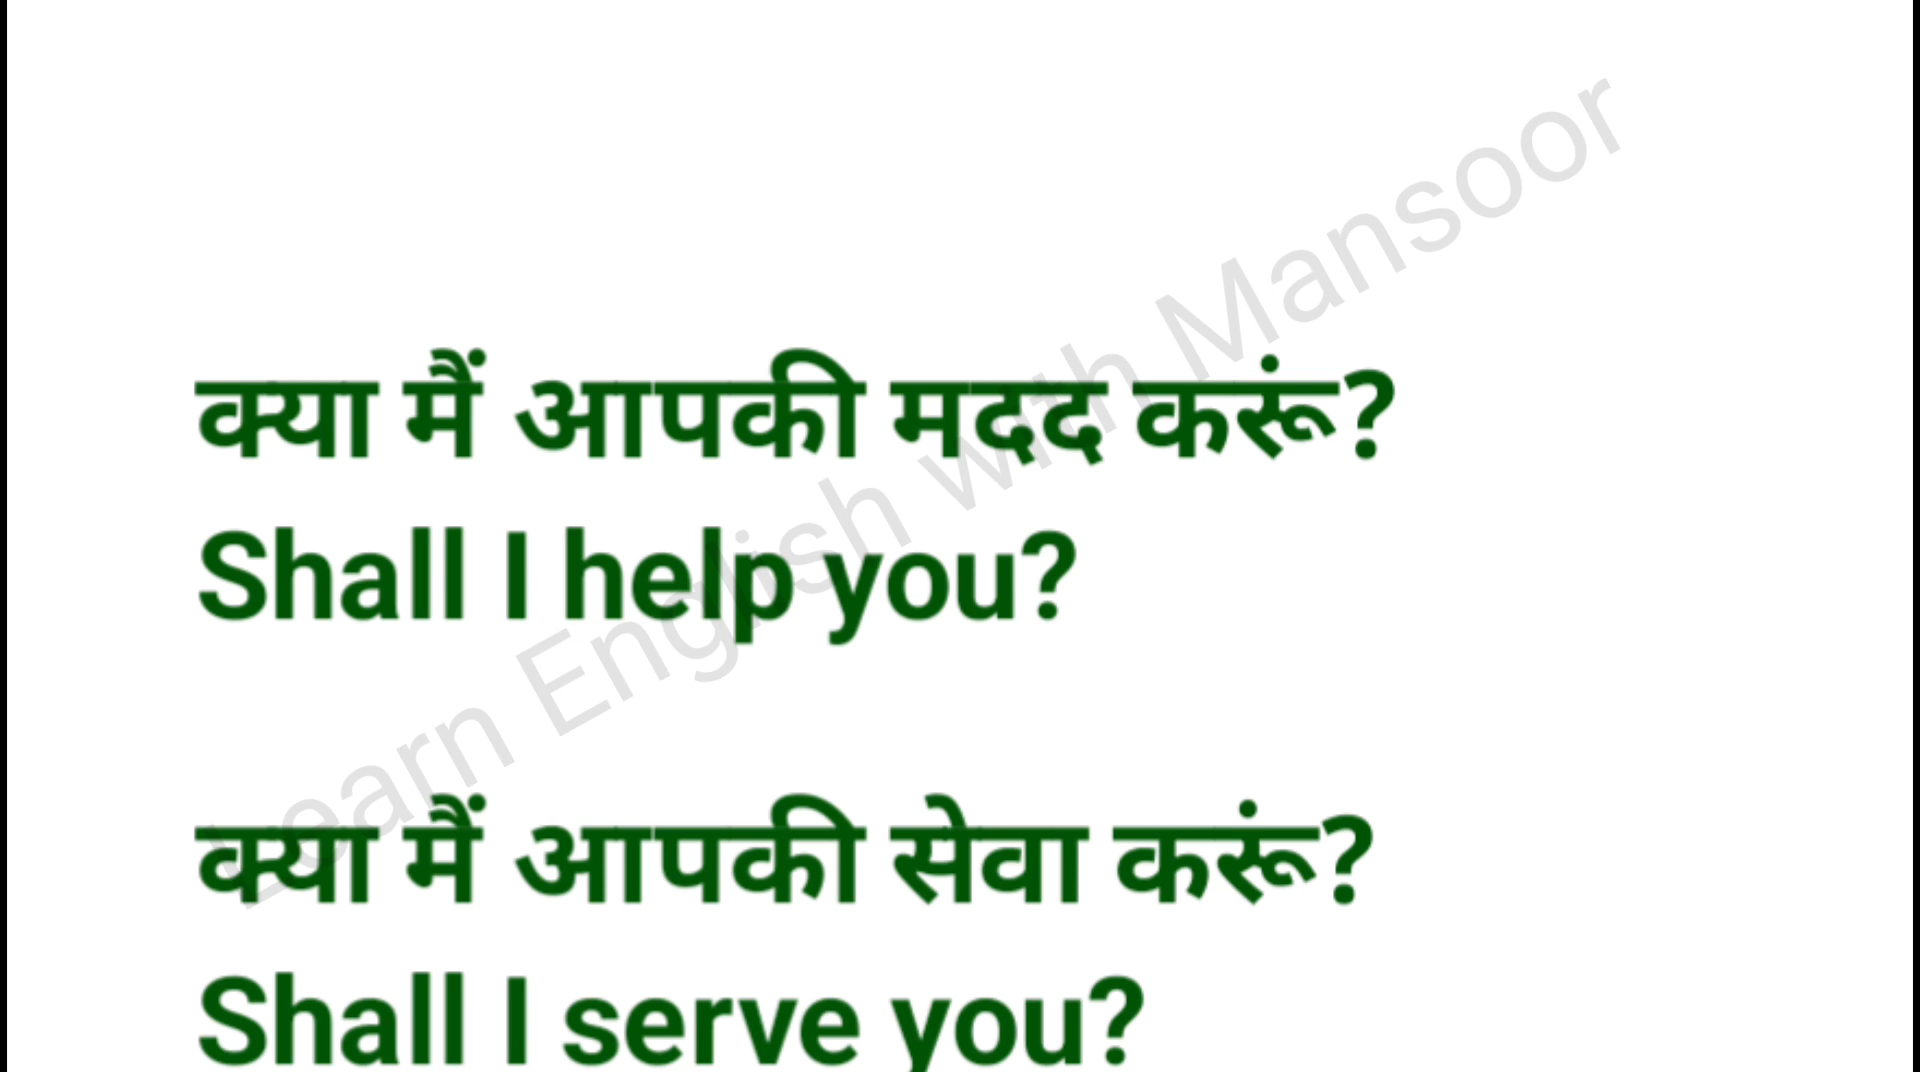 क्या मैं आपकी मदद करूं?
Shall I help you?
क्या मैं आपकी सेवा करूं?
Shall I serve you?
Learn English with Mansoor